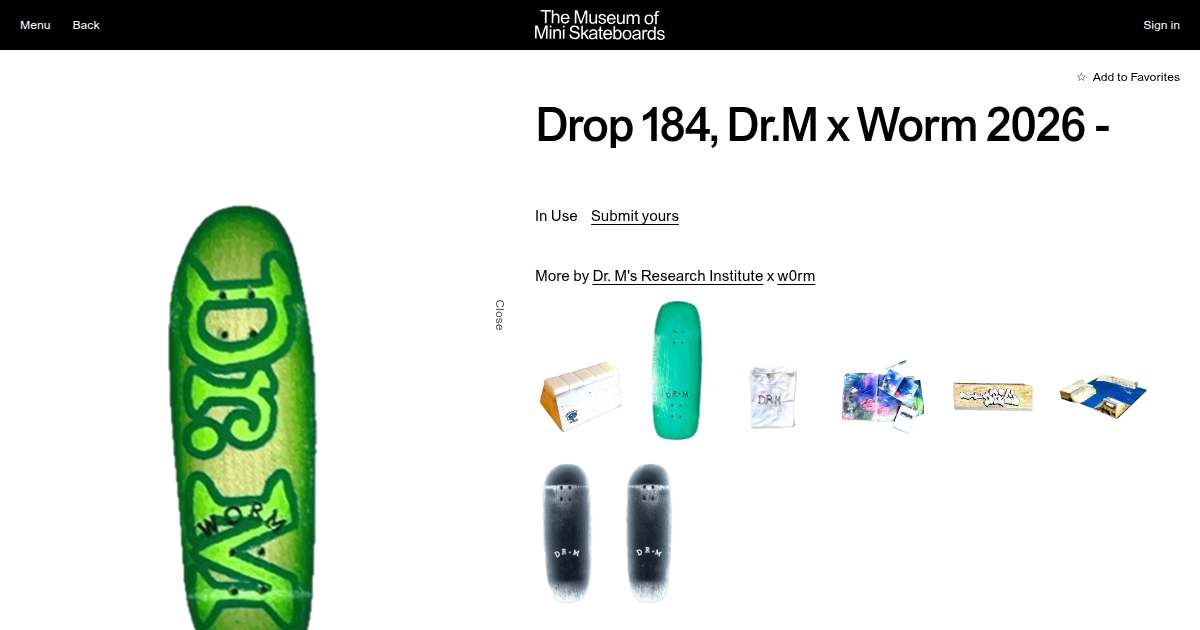 Menu
Back
The Museum of
Mini Skateboards
Sign in
☆ Add to Favorites
Drop 184, Dr.M x Worm 2026 -
In Use Submit yours
Close
More by Dr. M's Research Institute x w0rm
Dr. M
WORM
DR·M
DRM
DR·M
DR·M